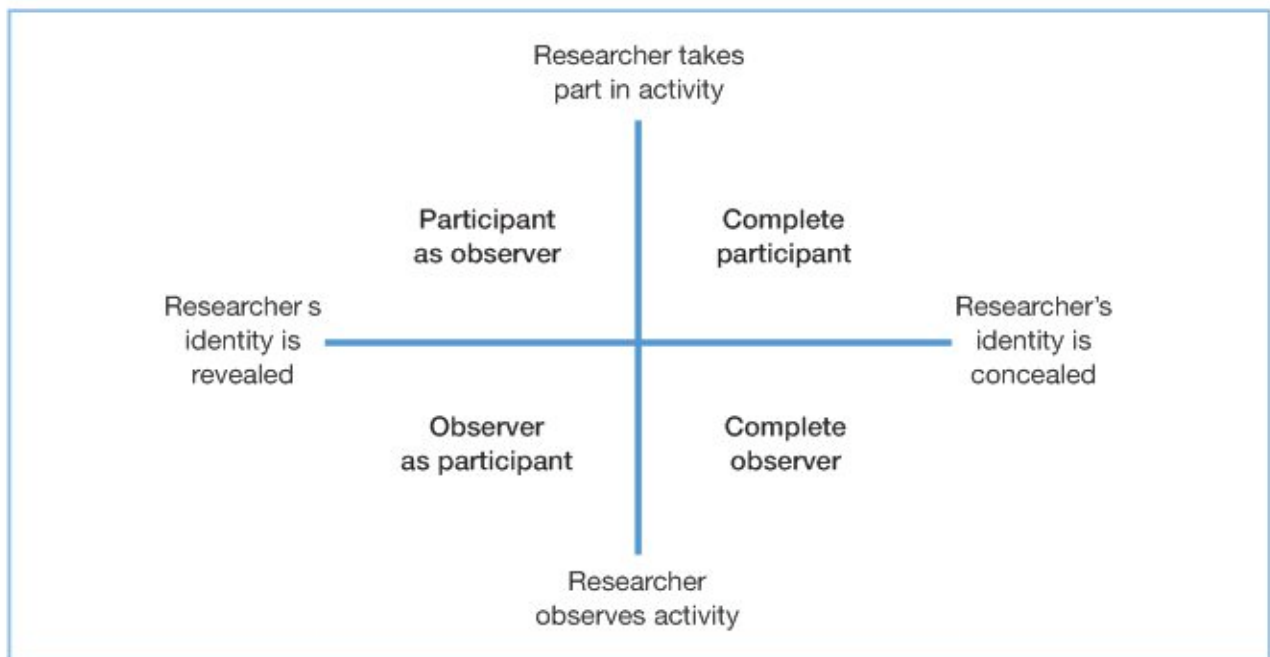 Researcher takes
part in activity
Participant
as observer
Complete
participant
Researcher s
identity is
revealed
Researcher's
identity is
concealed
Observer
as participant
Complete
observer
Researcher
observes activity